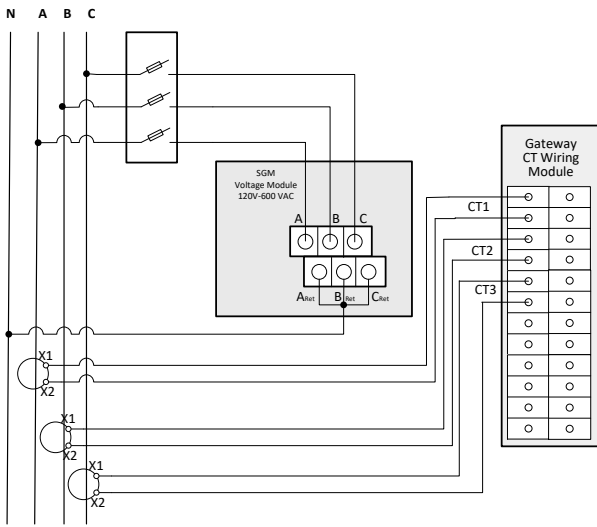 N A B C
SGM
Voltage Module
120V-600 VAC
A B C
ARet B Ret CRet
Gateway
CT Wiring
Module
CT1
CT2
CT3
X1
X2
X1
X2
X1
X2